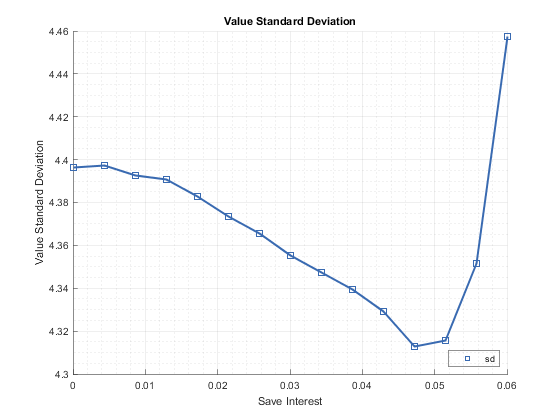 Value Standard Deviation
4.46
4.44
4.42
4.4
4.38
4.36
4.34
4.32
4.3
Value Standard Deviation
0 0.01 0.02 0.03 0.04 0.05 0.06
Save Interest
sd